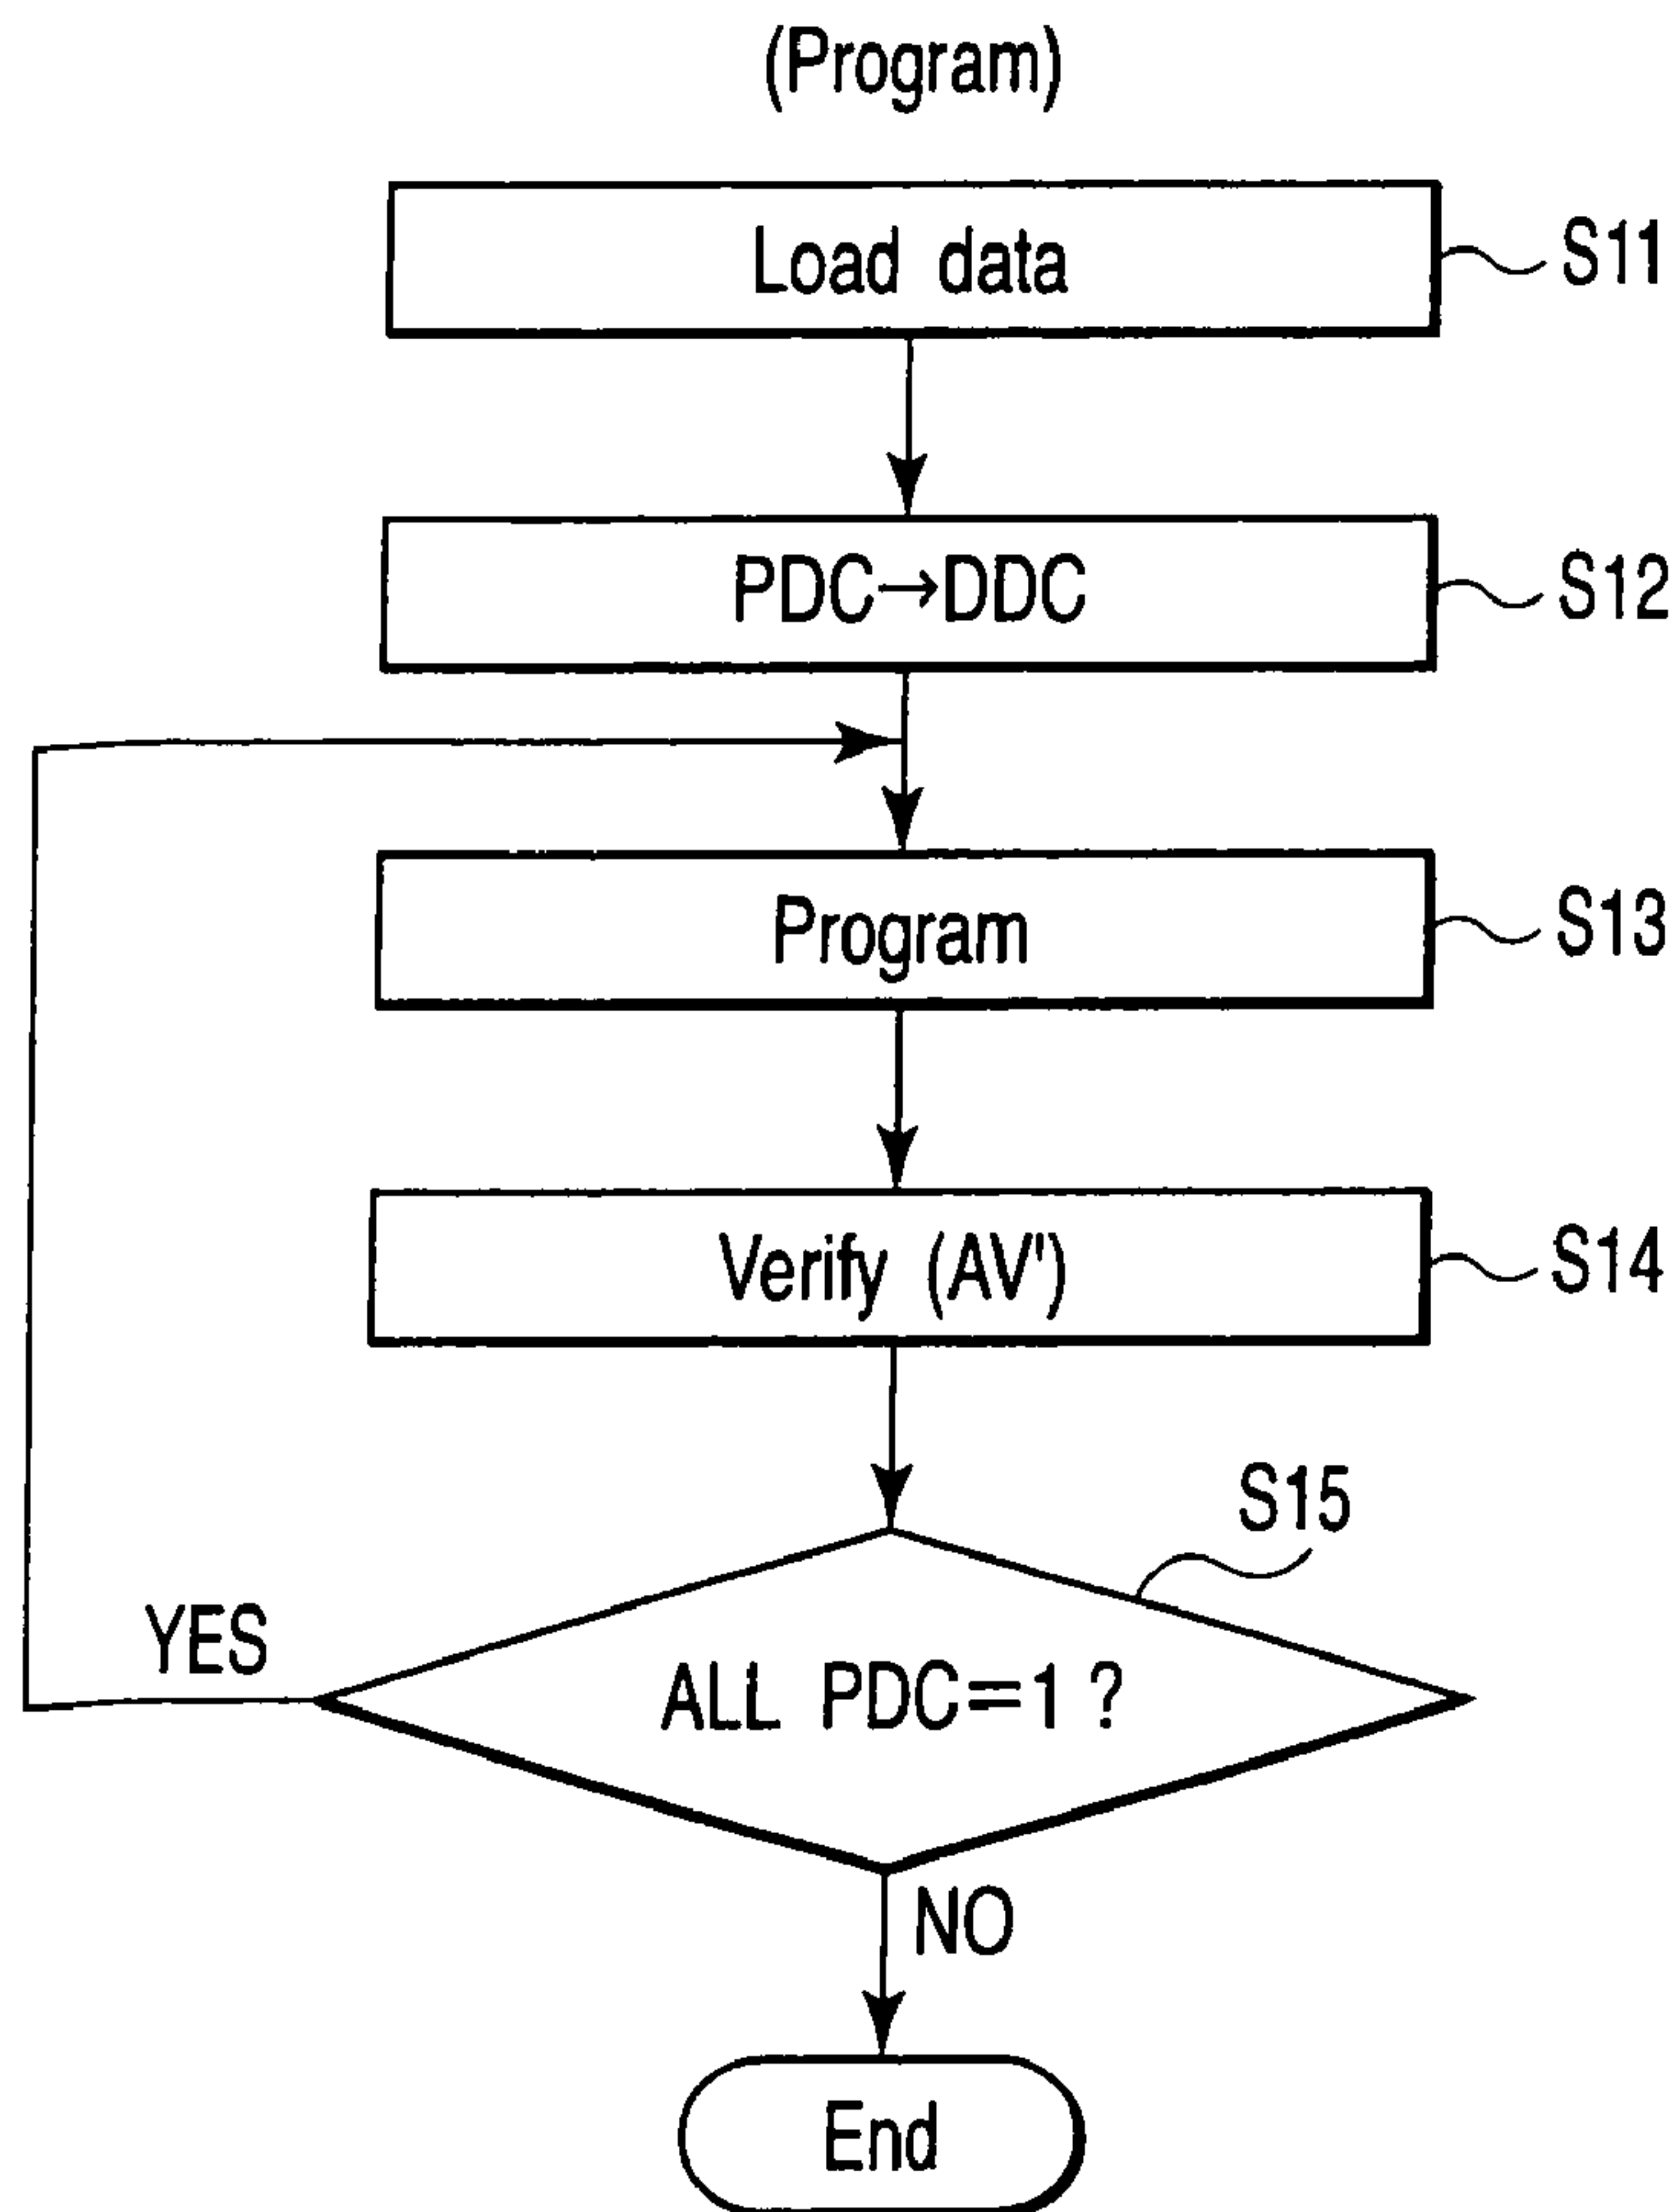 (Program)
Load data
S11
PDC→DDC
S12
Program
S13
Verify (AV')
S14
S15
YES
ALL PDC=1 ?
NO
End